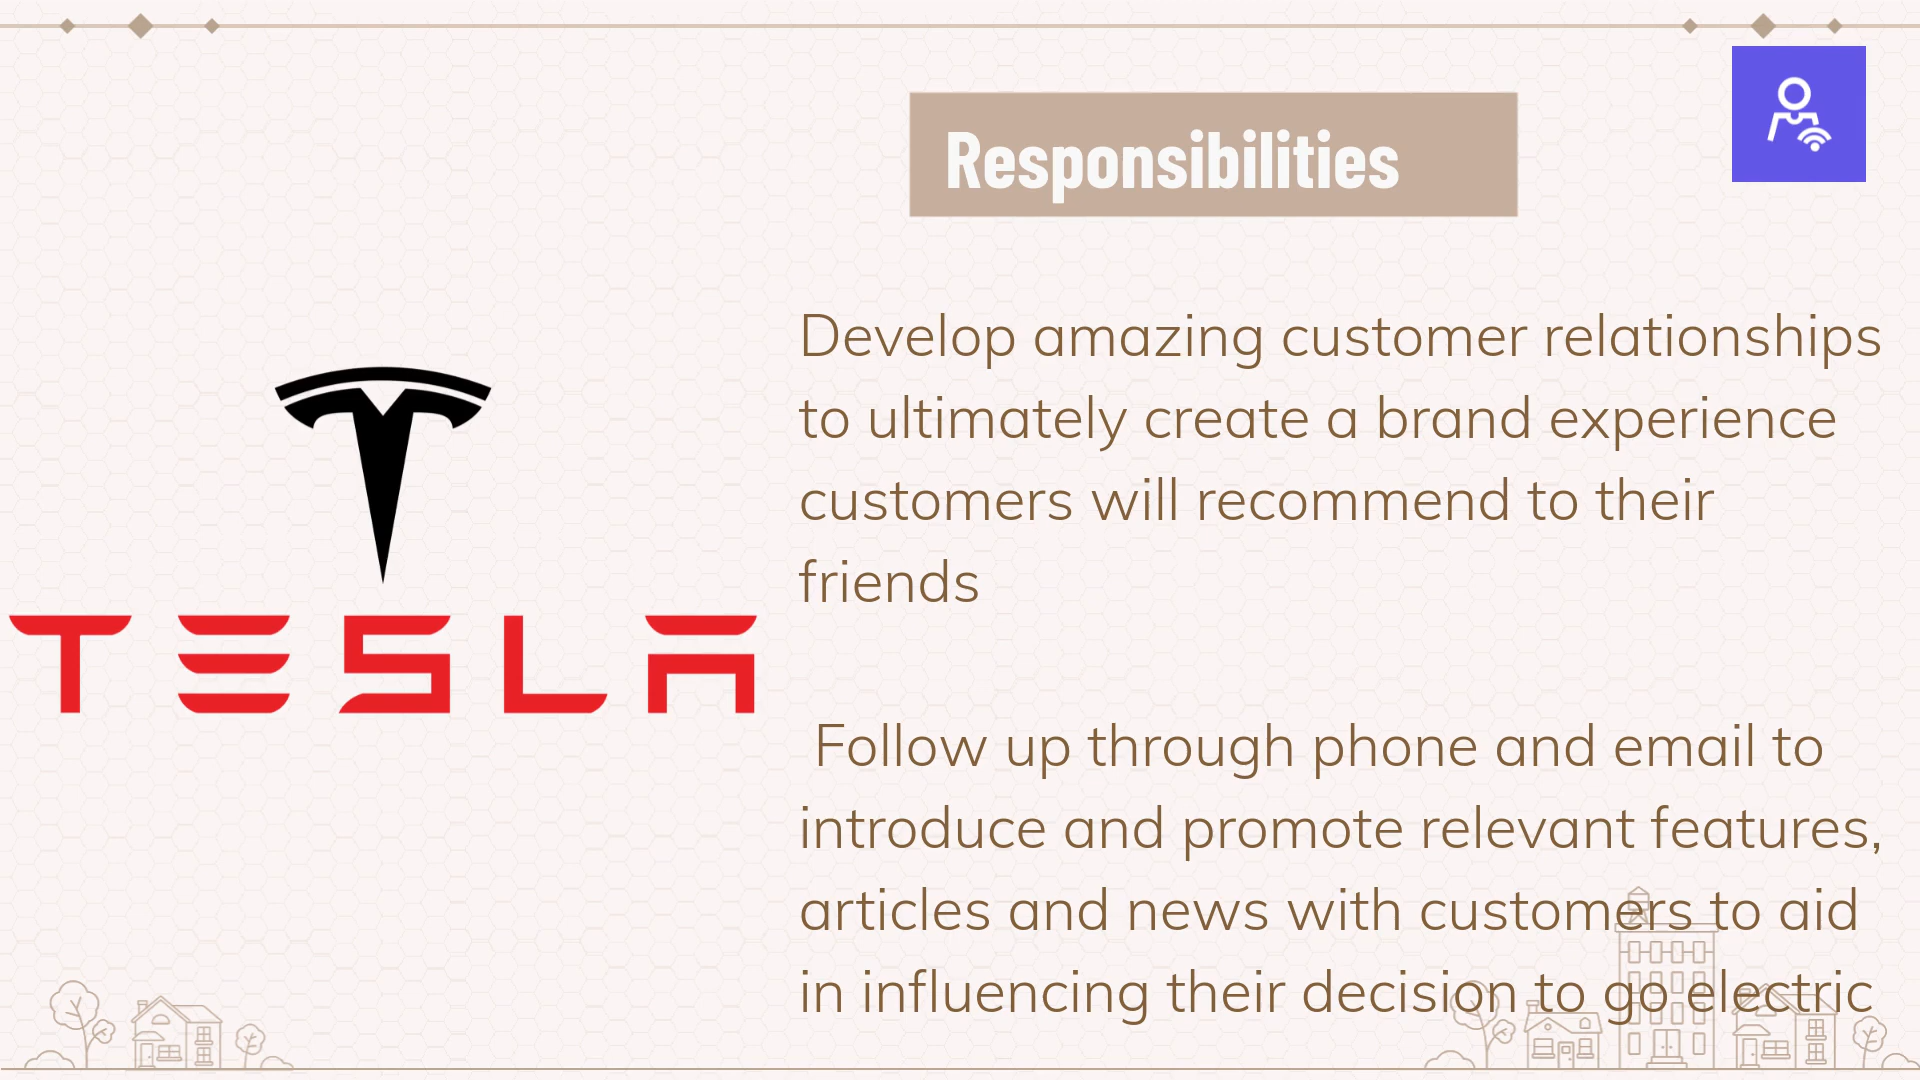 Responsibilities
TESLA
Develop amazing customer relationships
to ultimately create a brand experience
customers will recommend to their
friends
Follow up through phone and email to
introduce and promote relevant features,
articles and news with customers to aid
in influencing their decision to go electric